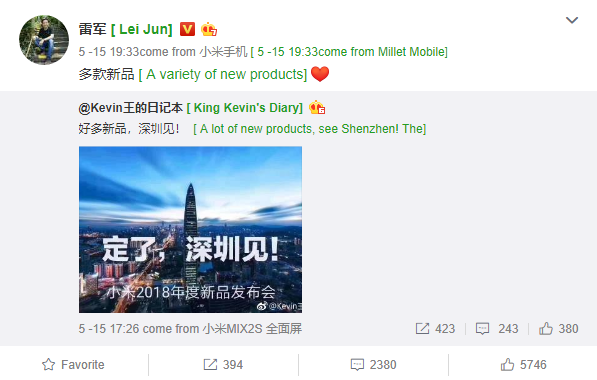 雷军 [ Lei Jun]
5 -15 19:33come from 小米手机 [ 5 -15 19:33come from Millet Mobile]
多款新品 [ A variety of new products]
@Kevin王的日记本 [ King Kevin's Diary]
好多新品，深圳见！ [ A lot of new products, see Shenzhen! The]
定了，深圳见！
小米2018年度新品发布会
@Kevin王
5 -15 17:26 come from 小米MIX2S 全面屏
423
243
380
Favorite
394
2380
5746